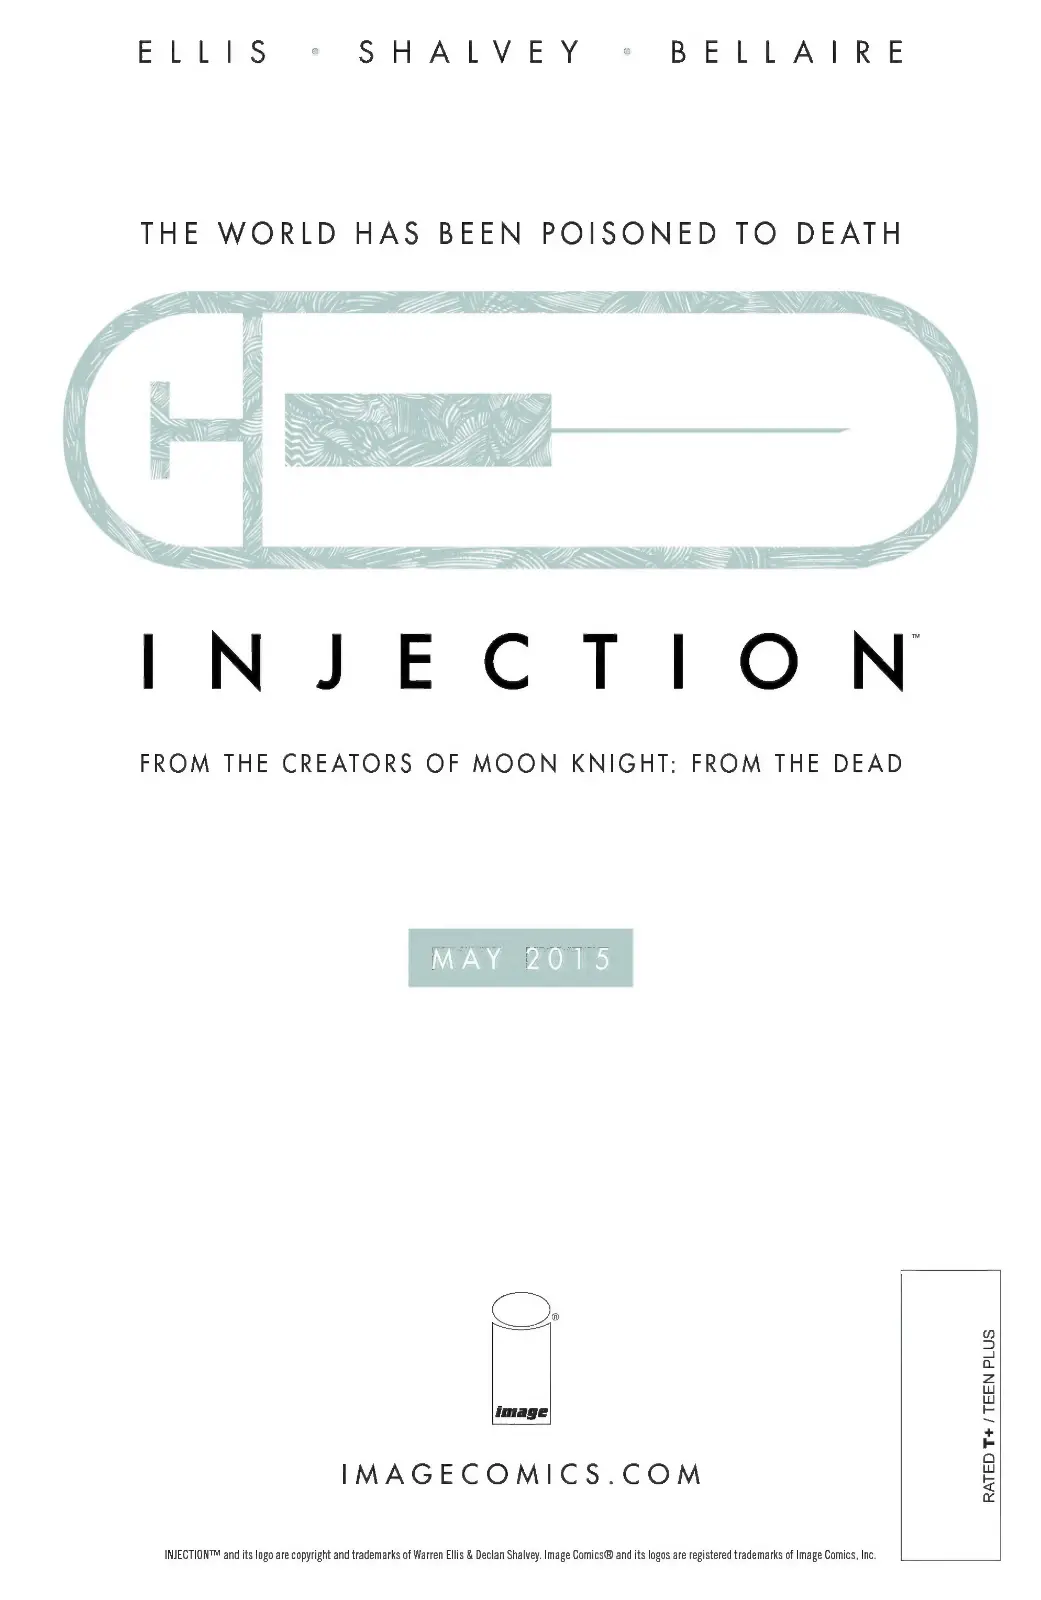 ELLIS • SHALVEY • BELLAIRE
THE WORLD HAS BEEN POISONED TO DEATH
INJECTION™
FROM THE CREATORS OF MOON KNIGHT: FROM THE DEAD
MAY 2015
®
image
IMAGECOMICS.COM
RATED T+ / TEEN PLUS
INJECTION™ and its logo are copyright and trademarks of Warren Ellis & Declan Shalvey. Image Comics® and its logos are registered trademarks of Image Comics, Inc.